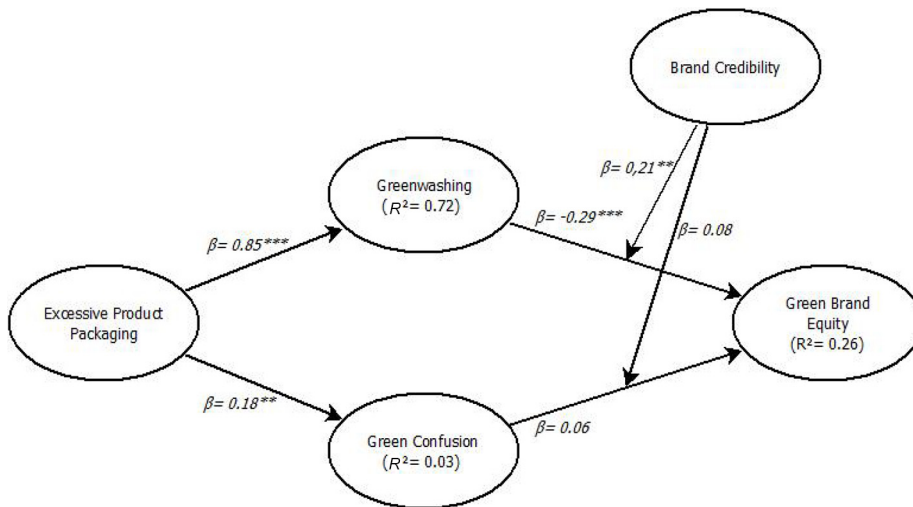 Brand Credibility
β= 0,21**
Greenwashing
(R²= 0.72)
β= -0.29***
β= 0.08
β= 0.85***
Excessive Product
Packaging
Green Brand
Equity
(R²= 0.26)
β= 0.18**
β= 0.06
Green Confusion
(R²= 0.03)